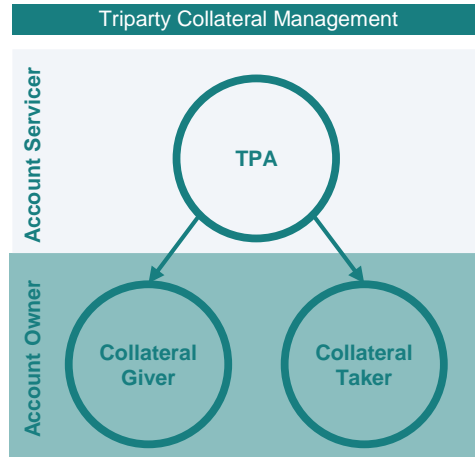 Triparty Collateral Management
Account Servicer
TPA
Account Owner
Collateral
Giver
Collateral
Taker